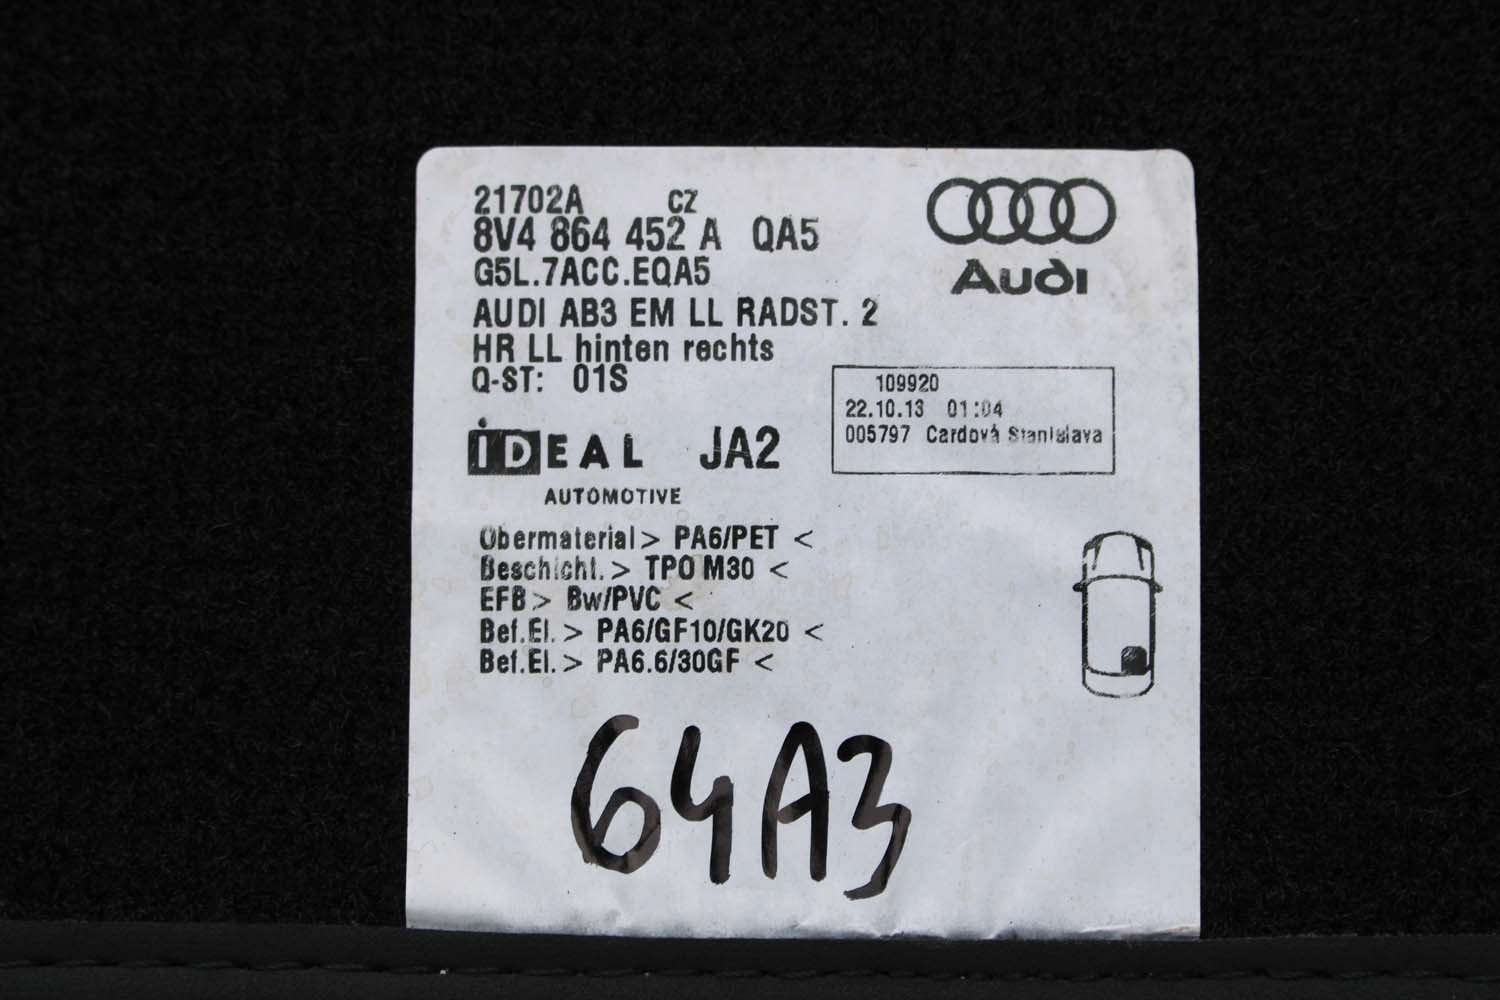 21702A CZ
8V4 864 452 A QA5
G5L.7ACC.EQA5
AUDI AB3 EM LL RADST. 2
HR LL hinten rechts
Q-ST: 01S
Audi
109920
22.10.13 01:04
005797 Cardová Stanislava
iDEAL JA2
AUTOMOTIVE
Obermaterial> PA6/PET <
Beschicht.> TPO M30 <
EFB> Bw/PVC <
Bef.El.> PA6/GF10/GK20 <
Bef.El.> PA6.6/30GF <
64A3